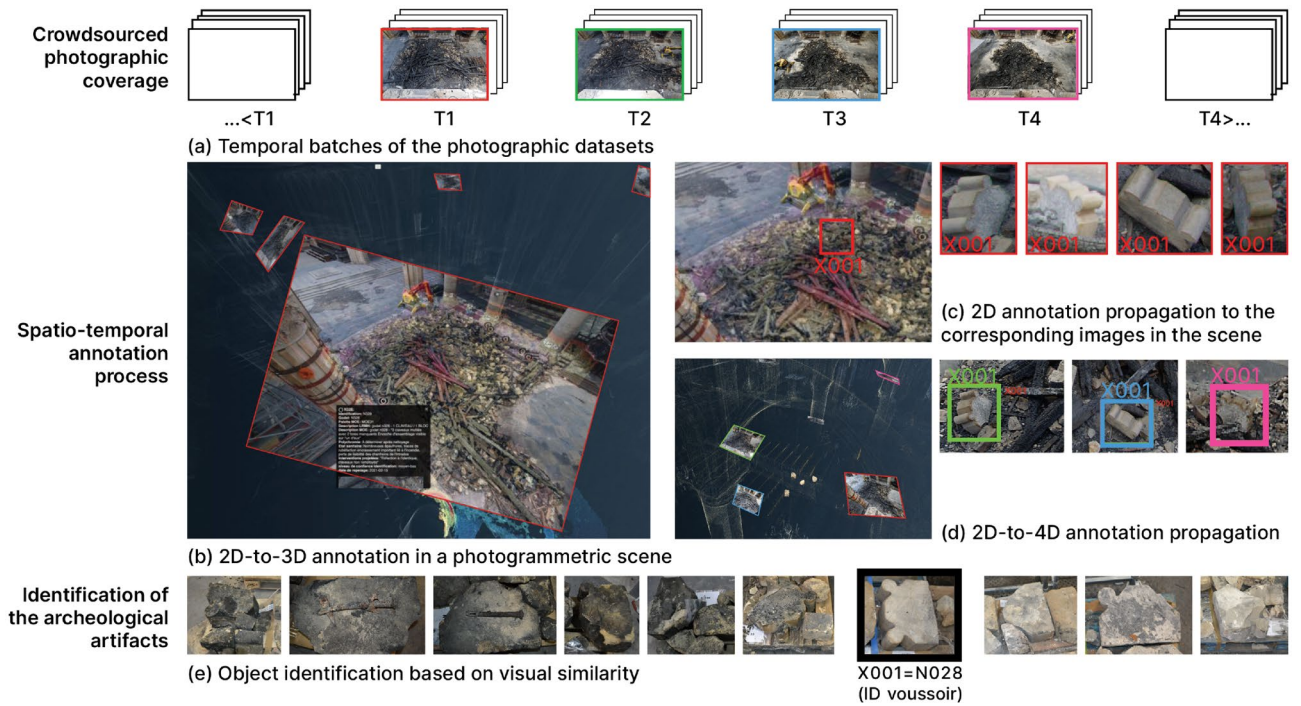 Crowdsourced
photographic
coverage
...<T1
T1
T2
T3
T4
T4>...
(a) Temporal batches of the photographic datasets
Spatio-temporal
annotation
process
X001
X001
X001
X001
X001
(c) 2D annotation propagation to the
corresponding images in the scene
X001
X001
X001
(d) 2D-to-4D annotation propagation
(b) 2D-to-3D annotation in a photogrammetric scene
Identification of
the archeological
artifacts
(e) Object identification based on visual similarity
X001=N028
(ID voussoir)